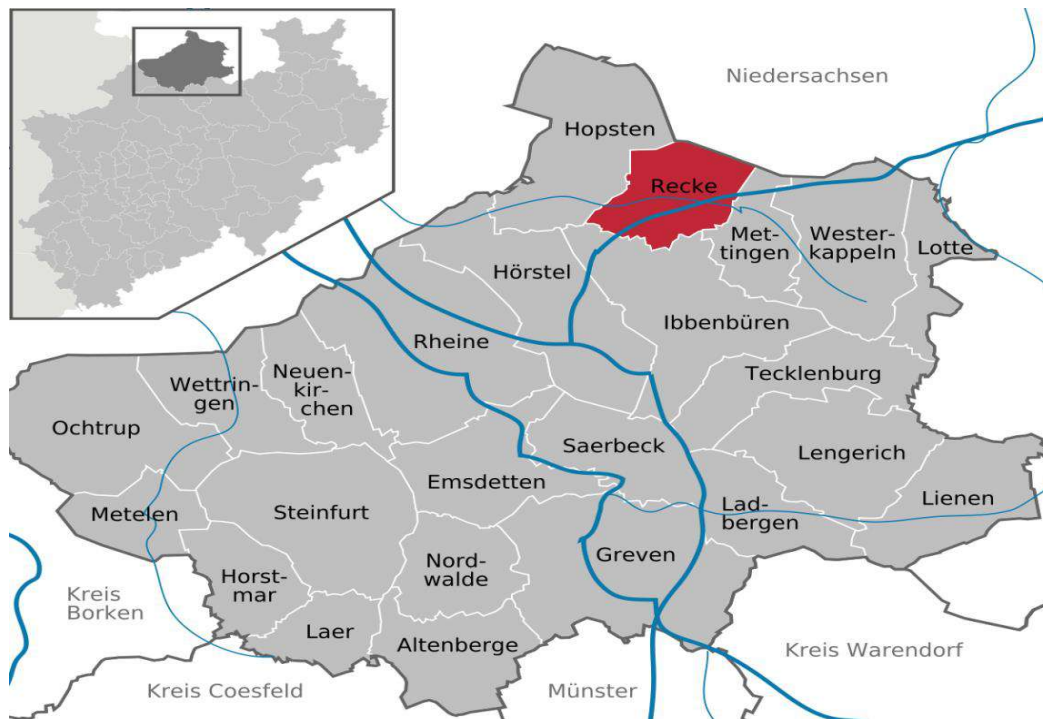 Niedersachsen
Hopsten
Recke
Met-
tingen
Wester-
kappeln
Lotte
Hörstel
Ibbenbüren
Rheine
Tecklenburg
Neuen-
kir-
chen
Wettrin-
gen
Ochtrup
Saerbeck
Lengerich
Emsdetten
Lienen
Metelen
Steinfurt
Lad-
bergen
Greven
Nord-
walde
Horst-
mar
Kreis
Borken
Laer
Altenberge
Kreis Warendorf
Kreis Coesfeld
Münster